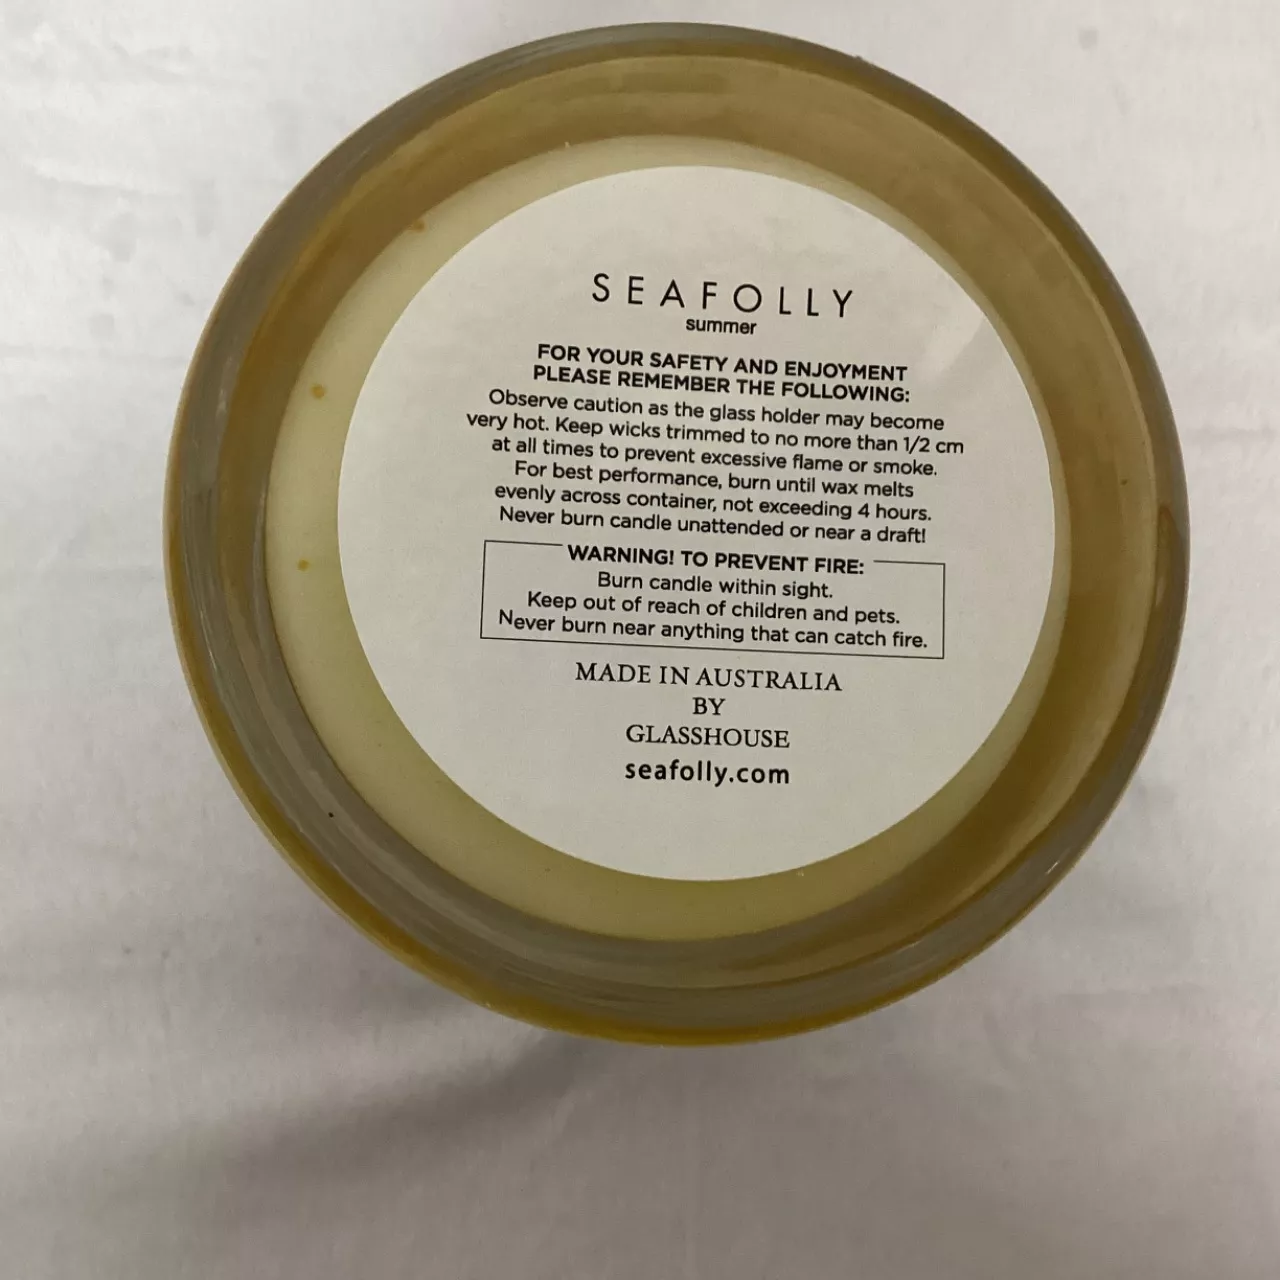 SEAFOLLY
summer
FOR YOUR SAFETY AND ENJOYMENT
PLEASE REMEMBER THE FOLLOWING:
Observe caution as the glass holder may become
very hot. Keep wicks trimmed to no more than 1/2 cm
at all times to prevent excessive flame or smoke.
For best performance, burn until wax melts
evenly across container, not exceeding 4 hours.
Never burn candle unattended or near a draft!
WARNING! TO PREVENT FIRE:
Burn candle within sight.
Keep out of reach of children and pets.
Never burn near anything that can catch fire.
MADE IN AUSTRALIA
BY
GLASSHOUSE
seafolly.com